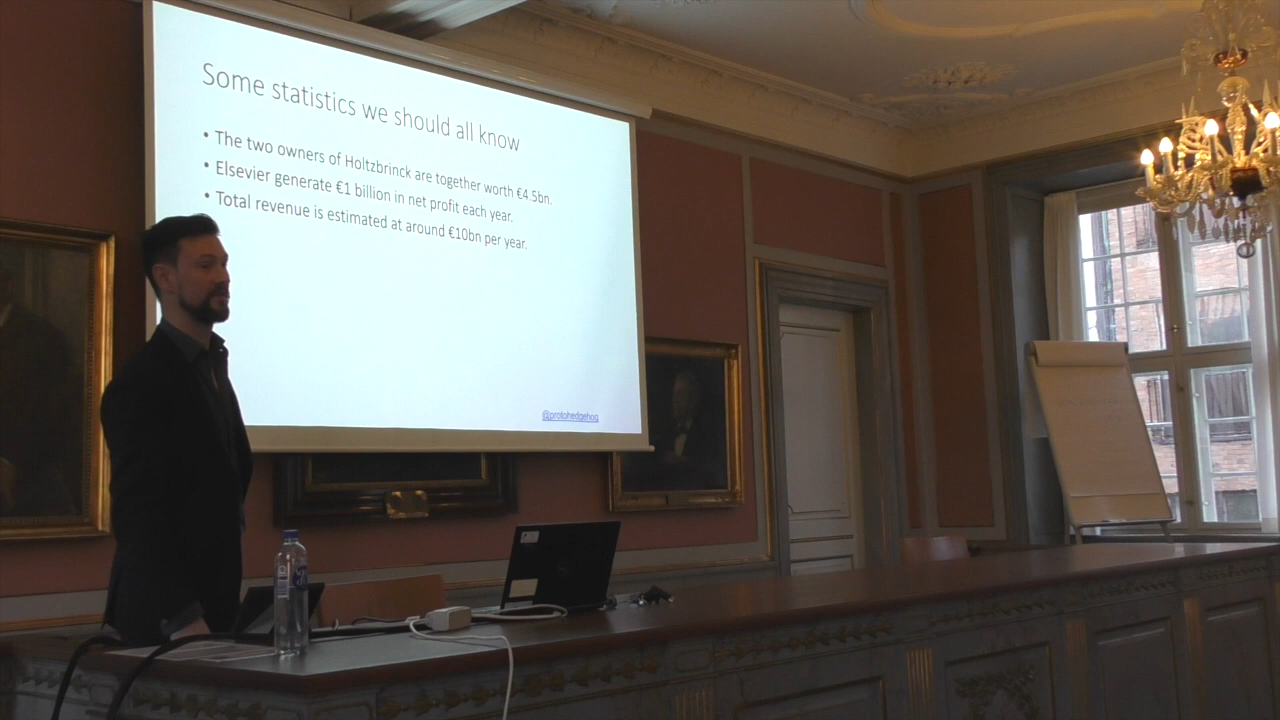 Some statistics we should all know
• The two owners of Holtzbrinck are together worth €4.5bn.
• Elsevier generate €1 billion in net profit each year.
• Total revenue is estimated at around €10bn per year.
@protohedgehog